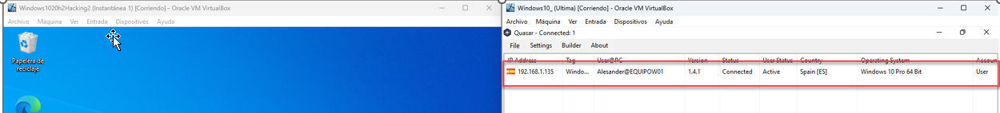 Windows1020h2Hacking2 (Instantánea 1) [Corriendo] - Oracle VM VirtualBox
Archivo Máquina Ver Entrada Dispositivos Ayuda
Papelera de
reciclaje
Windows10_ (Ultima) [Corriendo] - Oracle VM VirtualBox
Archivo Máquina Ver Entrada Dispositivos Ayuda
Quasar - Connected: 1
File Settings Builder About
IP Address Tag User@PC Version Status User Status Country Operating System Accoun
192.168.1.135 Windo... Alesander@EQUIPOW01 1.4.1 Connected Active Spain [ES] Windows 10 Pro 64 Bit User